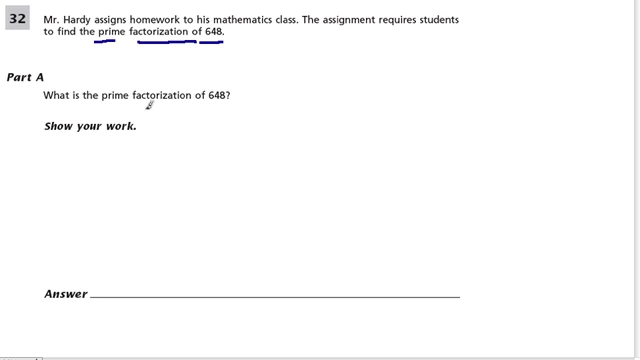 32
Mr. Hardy assigns homework to his mathematics class. The assignment requires students
to find the prime factorization of 648.
Part A
What is the prime factorization of 648?
Show your work.
Answer